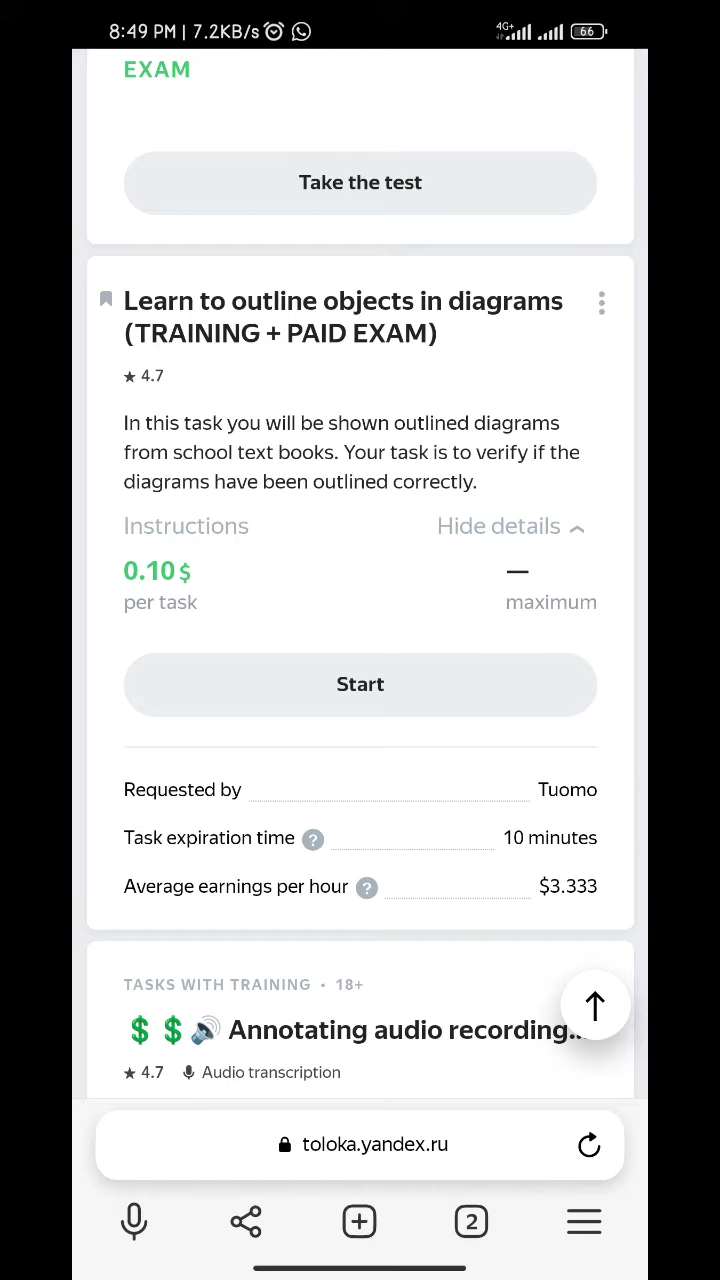 8:49 PM | 7.2KB/s 4G+ 66
EXAM
Take the test
Learn to outline objects in diagrams
(TRAINING + PAID EXAM)
★ 4.7
In this task you will be shown outlined diagrams
from school text books. Your task is to verify if the
diagrams have been outlined correctly.
Instructions Hide details
0.10 $ —
per task maximum
Start
Requested by Tuomo
Task expiration time ? 10 minutes
Average earnings per hour ? $3.333
TASKS WITH TRAINING • 18+
💲💲🔊 Annotating audio recording...
★ 4.7 Audio transcription
toloka.yandex.ru
2